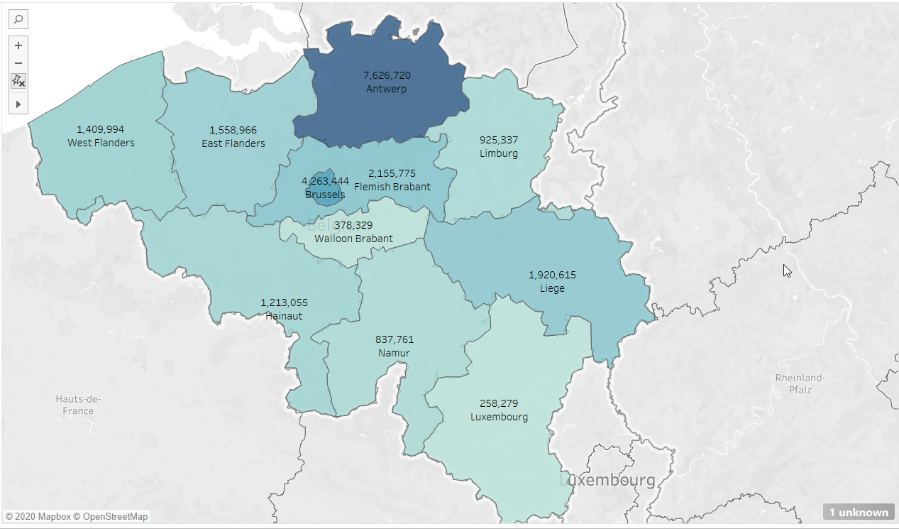 7,626,720
Antwerp
1,409,994
West Flanders
1,558,966
East Flanders
925,337
Limburg
4,263,444
Brussels
2,155,775
Flemish Brabant
378,329
Walloon Brabant
1,920,615
Liege
1,213,055
Hainaut
837,761
Namur
258,279
Luxembourg
Hauts-de-
France
Rheinland-
Pfalz
Luxembourg
© 2020 Mapbox © OpenStreetMap
1 unknown